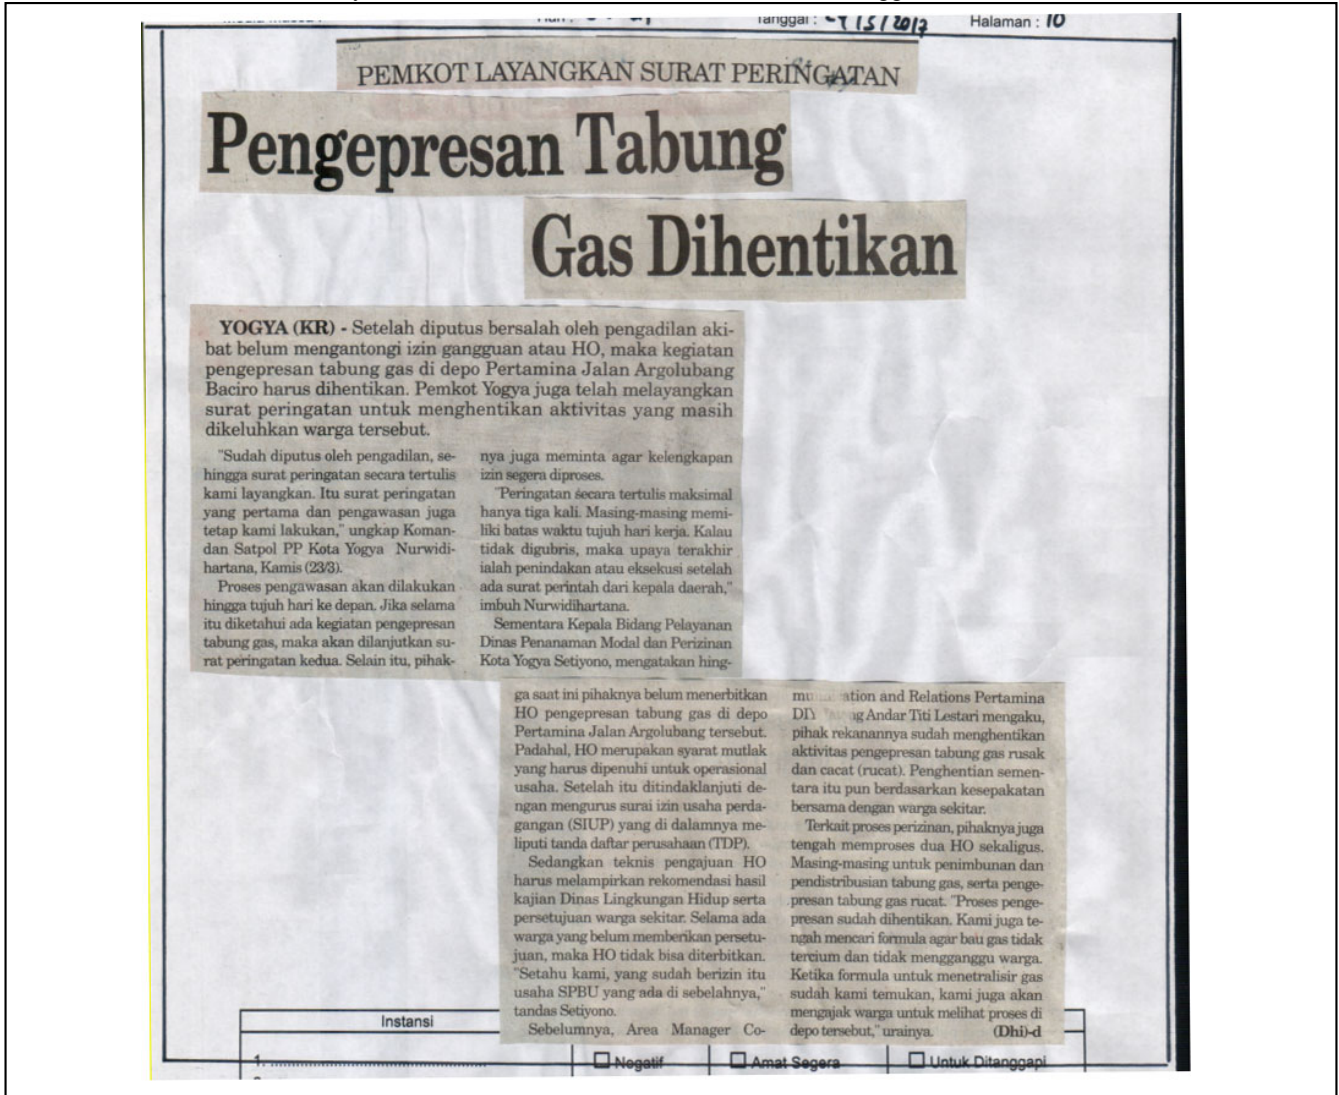 Tanggal : 24/3/2017 Halaman : 10
PEMKOT LAYANGKAN SURAT PERINGATAN
Pengepresan Tabung
Gas Dihentikan
YOGYA (KR) - Setelah diputus bersalah oleh pengadilan aki-
bat belum mengantongi izin gangguan atau HO, maka kegiatan
pengepresan tabung gas di depo Pertamina Jalan Argolubang
Baciro harus dihentikan. Pemkot Yogya juga telah melayangkan
surat peringatan untuk menghentikan aktivitas yang masih
dikeluhkan warga tersebut.
"Sudah diputus oleh pengadilan, se-
hingga surat peringatan secara tertulis
kami layangkan. Itu surat peringatan
yang pertama dan pengawasan juga
tetap kami lakukan," ungkap Koman-
dan Satpol PP Kota Yogya Nurwidi-
hartana, Kamis (23/3).
Proses pengawasan akan dilakukan
hingga tujuh hari ke depan. Jika selama
itu diketahui ada kegiatan pengepresan
tabung gas, maka akan dilanjutkan su-
rat peringatan kedua. Selain itu, pihak-
nya juga meminta agar kelengkapan
izin segera diproses.
"Peringatan secara tertulis maksimal
hanya tiga kali. Masing-masing memi-
liki batas waktu tujuh hari kerja. Kalau
tidak digubris, maka upaya terakhir
ialah penindakan atau eksekusi setelah
ada surat perintah dari kepala daerah,"
imbuh Nurwidihartana.
Sementara Kepala Bidang Pelayanan
Dinas Penanaman Modal dan Perizinan
Kota Yogya Setiyono, mengatakan hing-
ga saat ini pihaknya belum menerbitkan
HO pengepresan tabung gas di depo
Pertamina Jalan Argolubang tersebut.
Padahal, HO merupakan syarat mutlak
yang harus dipenuhi untuk operasional
usaha. Setelah itu ditindaklanjuti de-
ngan mengurus surai izin usaha perda-
gangan (SIUP) yang di dalamnya me-
liputi tanda daftar perusahaan (TDP).
Sedangkan teknis pengajuan HO
harus melampirkan rekomendasi hasil
kajian Dinas Lingkungan Hidup serta
persetujuan warga sekitar. Selama ada
warga yang belum memberikan persetu-
juan, maka HO tidak bisa diterbitkan.
"Setahu kami, yang sudah berizin itu
usaha SPBU yang ada di sebelahnya,"
tandas Setiyono.
Sebelumnya, Area Manager Co-
and Relations Pertamina
Andar Titi Lestari mengaku,
pihak rekanannya sudah menghentikan
aktivitas pengepresan tabung gas rusak
dan cacat (rucat). Penghentian semen-
tara itu pun berdasarkan kesepakatan
bersama dengan warga sekitar.
Terkait proses perizinan, pihaknya juga
tengah memproses dua HO sekaligus.
Masing-masing untuk penimbunan dan
pendistribusian tabung gas, serta penge-
presan tabung gas rucat. "Proses penge-
presan sudah dihentikan. Kami juga te-
ngah mencari formula agar bau gas tidak
tercium dan tidak mengganggu warga.
Ketika formula untuk menetralisir gas
sudah kami temukan, kami juga akan
mengajak warga untuk melihat proses di
depo tersebut," urainya. (Dhi)-d
Instansi
1.
Negatif Amat Segera Untuk Ditanggapi